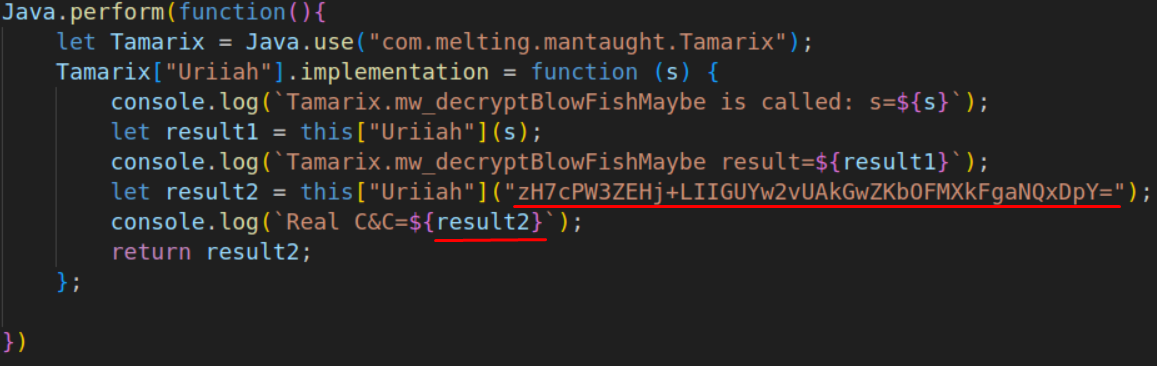 Java.perform(function(){
    let Tamarix = Java.use("com.melting.mantaught.Tamarix");
    Tamarix["Uriiah"].implementation = function (s) {
        console.log(`Tamarix.mw_decryptBlowFishMaybe is called: s=${s}`);
        let result1 = this["Uriiah"](s);
        console.log(`Tamarix.mw_decryptBlowFishMaybe result=${result1}`);
        let result2 = this["Uriiah"]("zH7cPW3ZEHj+LIIGUYw2vUAkGwZKbOFMXkFgaNQxDpY=");
        console.log(`Real C&C=${result2}`);
        return result2;
    };
})